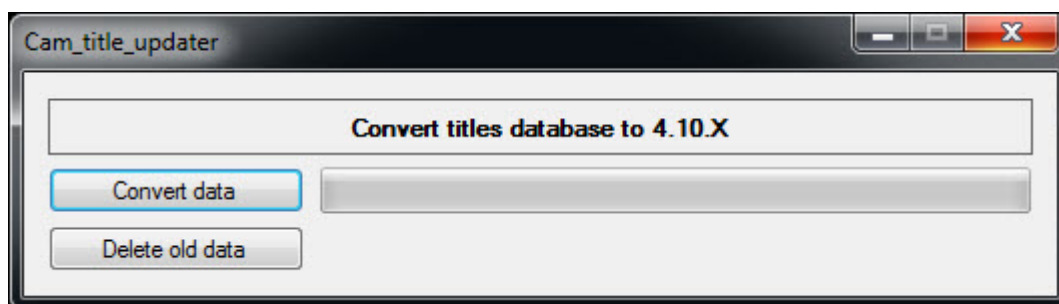 Cam_title_updater
Convert titles database to 4.10.X
Convert data
Delete old data